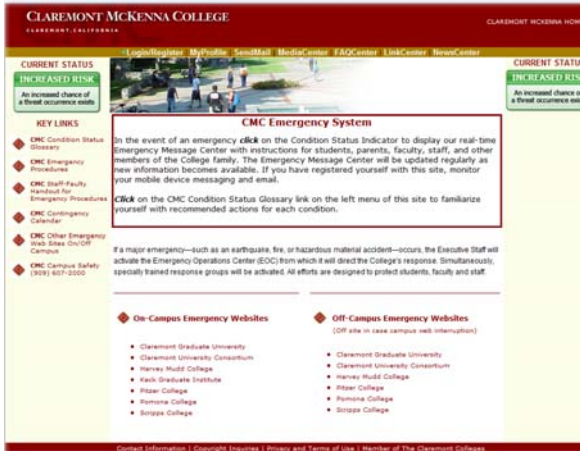 CLAREMONT MCKENNA COLLEGE
CLAREMONT, CALIFORNIA
CLAREMONT MCKENNA HOM
Login/Register MyProfile SendMail MediaCenter FAQCenter LinkCenter NewsCenter
CURRENT STATUS
INCREASED RISK
An increased chance of
a threat occurrence exists
KEY LINKS
CMC Condition Status
Glossary
CMC Emergency
Procedures
CMC Staff-Faulty
Handout for
Emergency Procedures
CMC Contingency
Calendar
CMC Other Emergency
Web Sites On/Off
Campus
CMC Campus Safety
(909) 607-2000
CMC Emergency System
In the event of an emergency click on the Condition Status Indicator to display our real-time
Emergency Message Center with instructions for students, parents, faculty, staff, and other
members of the College family. The Emergency Message Center will be updated regularly as
new information becomes available. If you have registered yourself with this site, monitor
your mobile device messaging and email.
Click on the CMC Condition Status Glossary link on the left menu of this site to familiarize
yourself with recommended actions for each condition.
If a major emergency—such as an earthquake, fire, or hazardous material accident—occurs, the Executive Staff will
activate the Emergency Operations Center (EOC) from which it will direct the College's response. Simultaneously,
specially trained response groups will be activated. All efforts are designed to protect students, faculty and staff.
On-Campus Emergency Websites
Claremont Graduate University
Claremont University Consortium
Harvey Mudd College
Keck Graduate Institute
Pitzer College
Pomona College
Scripps College
Off-Campus Emergency Websites
(Off site in case campus web interruption)
Claremont Graduate University
Claremont University Consortium
Harvey Mudd College
Pitzer College
Pomona College
Scripps College
CURRENT STATU
INCREASED RIS
An increased chance of
a threat occurrence exis
Contact Information | Copyright Inquiries | Privacy and Terms of Use | Member of The Claremont Colleges